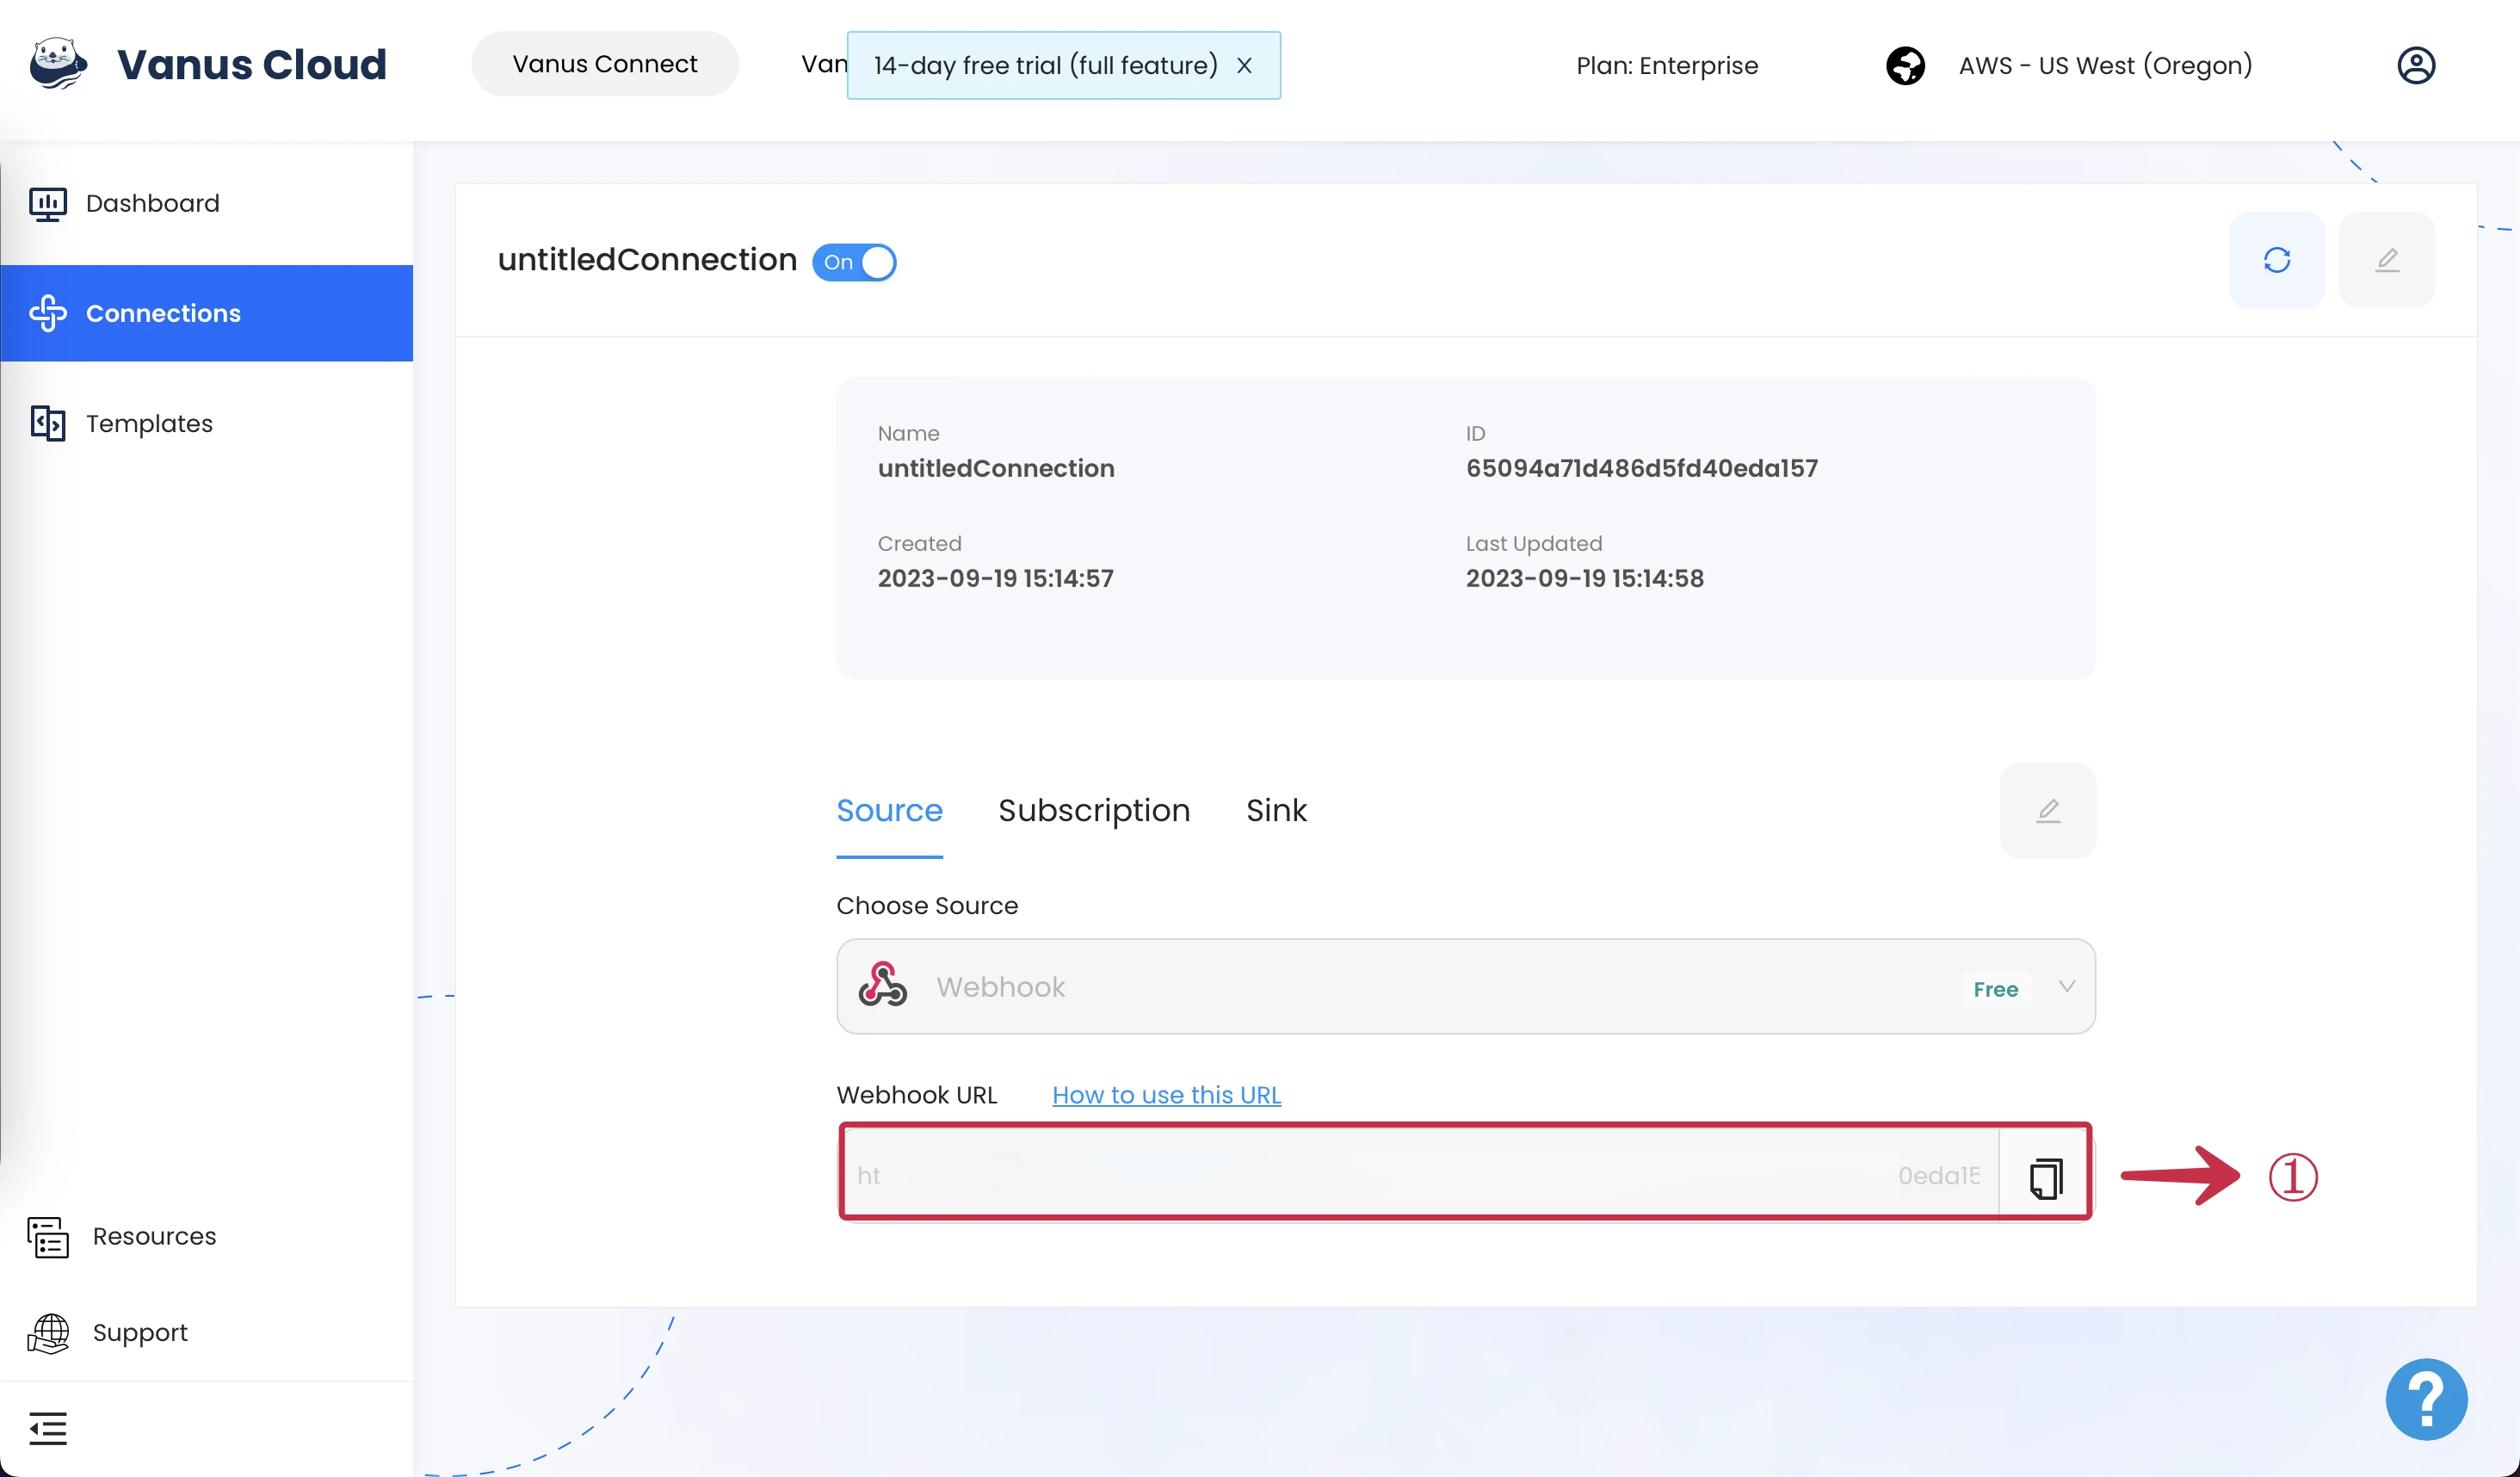 Vanus Cloud
Vanus Connect
Van
14-day free trial (full feature) X
Plan: Enterprise
AWS - US West (Oregon)
Dashboard
Connections
Templates
untitledConnection On
Name
untitledConnection
ID
65094a71d486d5fd40eda157
Created
2023-09-19 15:14:57
Last Updated
2023-09-19 15:14:58
Source
Subscription
Sink
Choose Source
Webhook
Free
Webhook URL
How to use this URL
ht
0eda15
①
Resources
Support
?